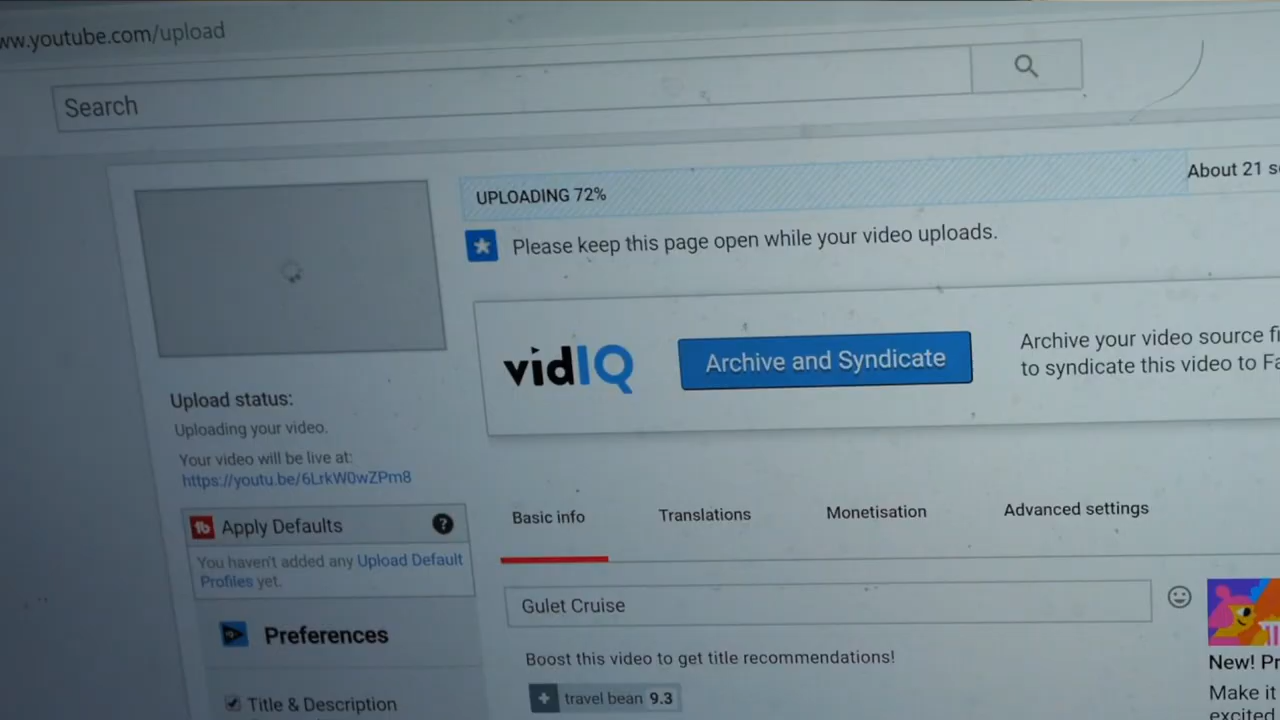 ww.youtube.com/upload
Search
UPLOADING 72%
About 21 s
Please keep this page open while your video uploads.
vidIQ
Archive and Syndicate
Archive your video source fi
to syndicate this video to Fa
Upload status:
Uploading your video.
Your video will be live at:
https://youtu.be/6LrkW0wZPm8
Apply Defaults
You haven't added any Upload Default
Profiles yet.
Preferences
Title & Description
Basic info
Translations
Monetisation
Advanced settings
Gulet Cruise
Boost this video to get title recommendations!
travel bean 9.3
New! Pr
Make it
excited